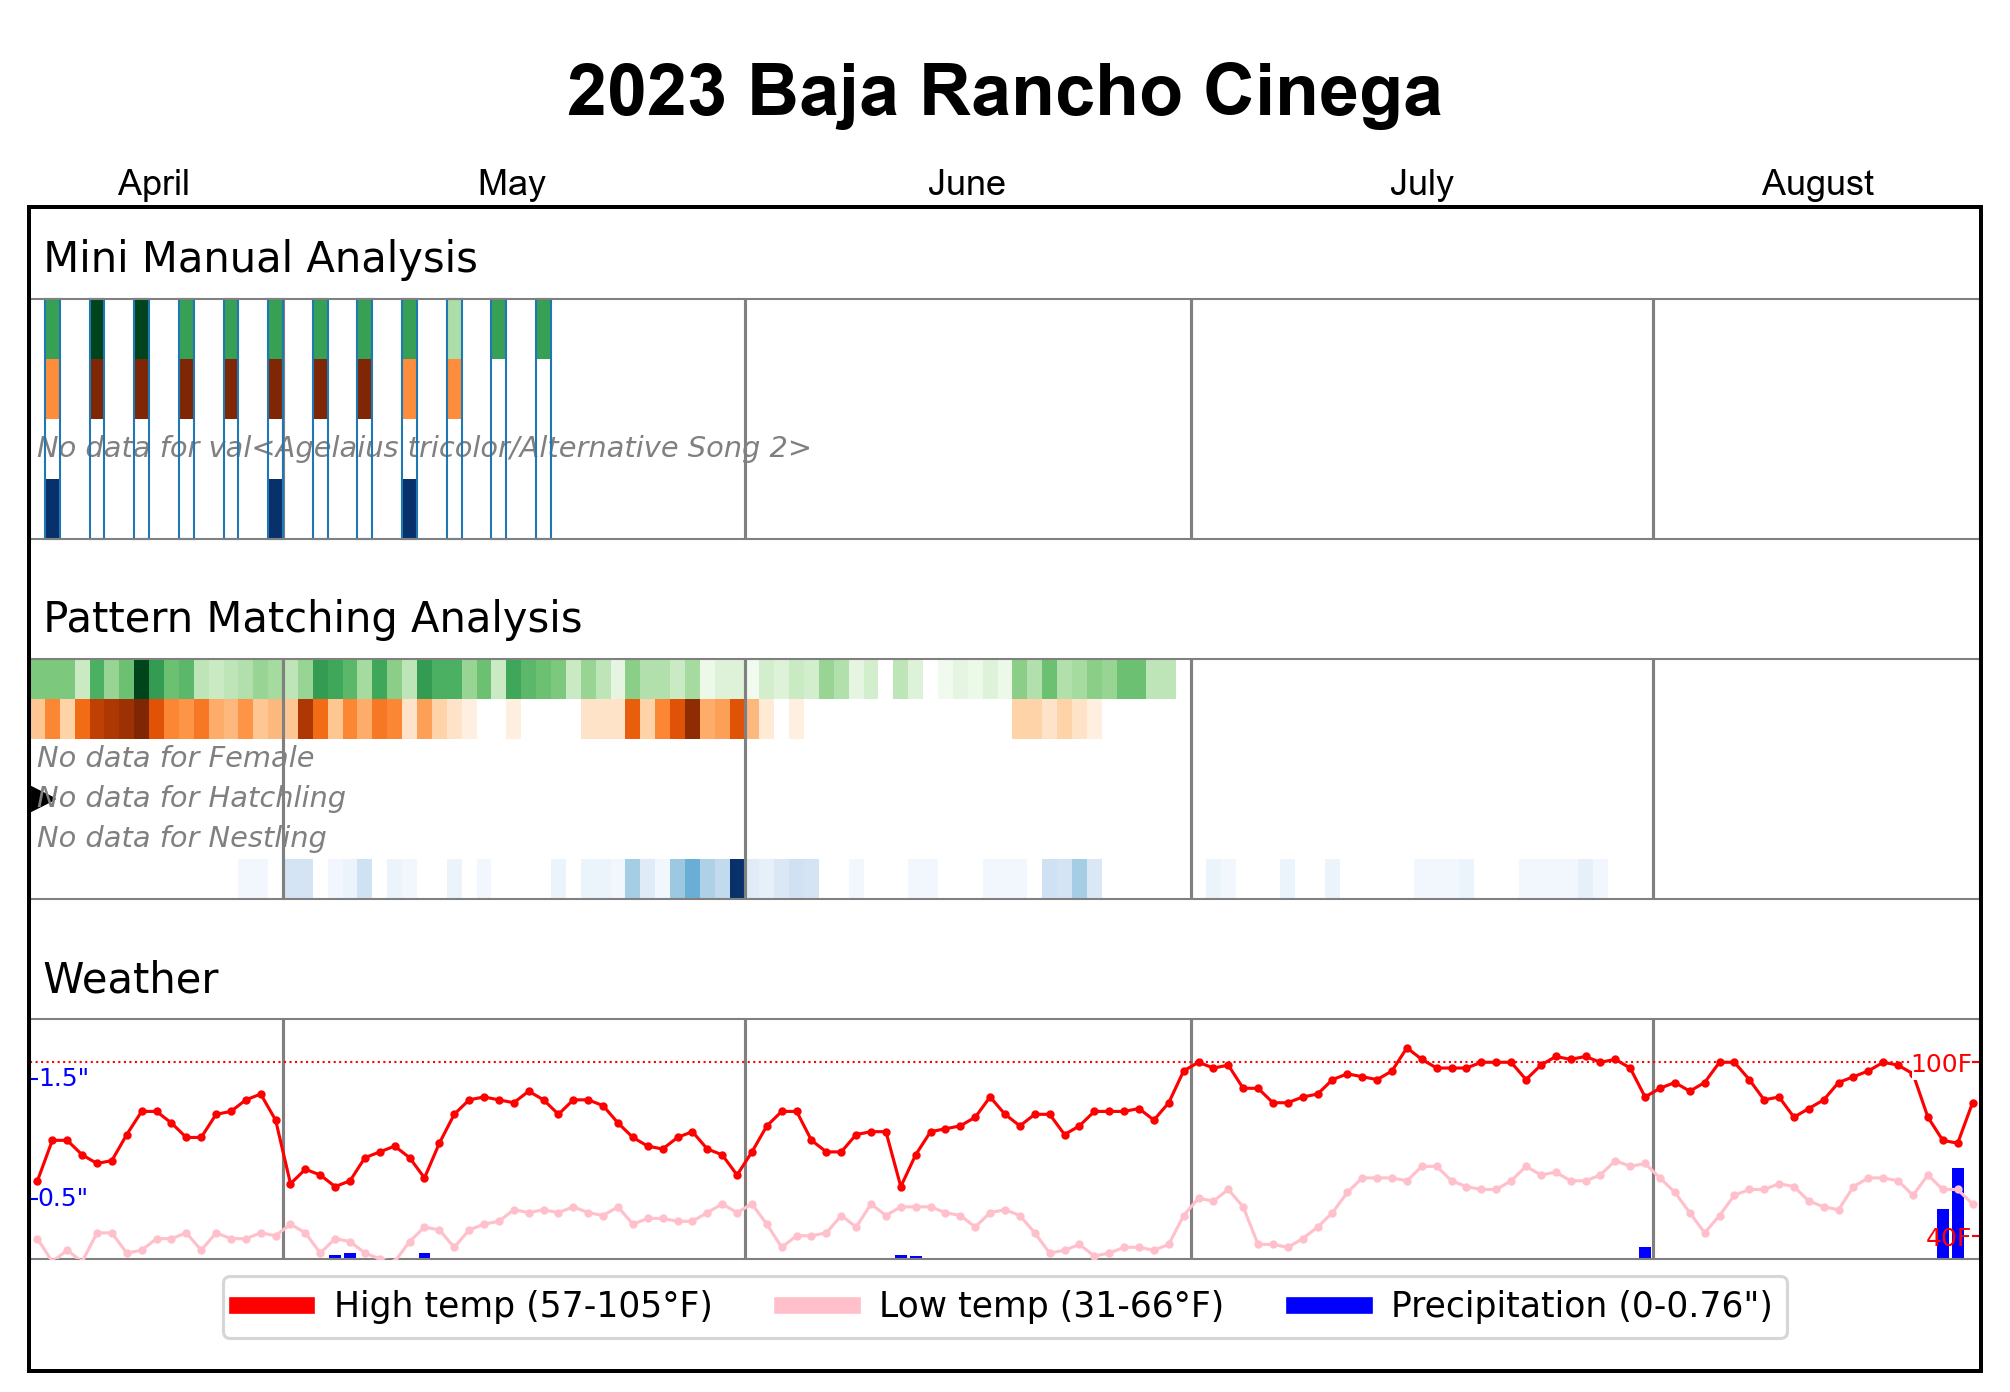 2023 Baja Rancho Cinega
April May June July August
Mini Manual Analysis
No data for val<Agelaius tricolor/Alternative Song 2>
Pattern Matching Analysis
No data for Female
No data for Hatchling
No data for Nestling
Weather
100F
1.5"
0.5"
40F
High temp (57-105°F) Low temp (31-66°F) Precipitation (0-0.76")